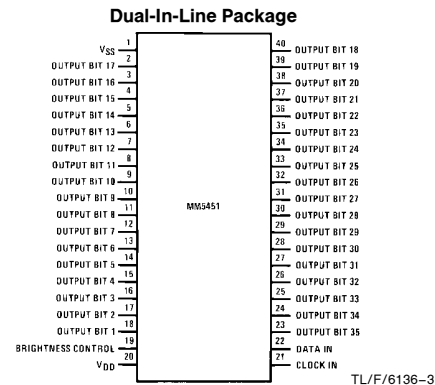 Dual-In-Line Package
VSS 1
OUTPUT BIT 17 2
OUTPUT BIT 16 3
OUTPUT BIT 15 4
OUTPUT BIT 14 5
OUTPUT BIT 13 6
OUTPUT BIT 12 7
OUTPUT BIT 11 8
OUTPUT BIT 10 9
OUTPUT BIT 9 10
OUTPUT BIT 8 11
OUTPUT BIT 7 12
OUTPUT BIT 6 13
OUTPUT BIT 5 14
OUTPUT BIT 4 15
OUTPUT BIT 3 16
OUTPUT BIT 2 17
OUTPUT BIT 1 18
BRIGHTNESS CONTROL 19
VDD 20
MM5451
40 OUTPUT BIT 18
39 OUTPUT BIT 19
38 OUTPUT BIT 20
37 OUTPUT BIT 21
36 OUTPUT BIT 22
35 OUTPUT BIT 23
34 OUTPUT BIT 24
33 OUTPUT BIT 25
32 OUTPUT BIT 26
31 OUTPUT BIT 27
30 OUTPUT BIT 28
29 OUTPUT BIT 29
28 OUTPUT BIT 30
27 OUTPUT BIT 31
26 OUTPUT BIT 32
25 OUTPUT BIT 33
24 OUTPUT BIT 34
23 OUTPUT BIT 35
22 DATA IN
21 CLOCK IN
TL/F/6136–3